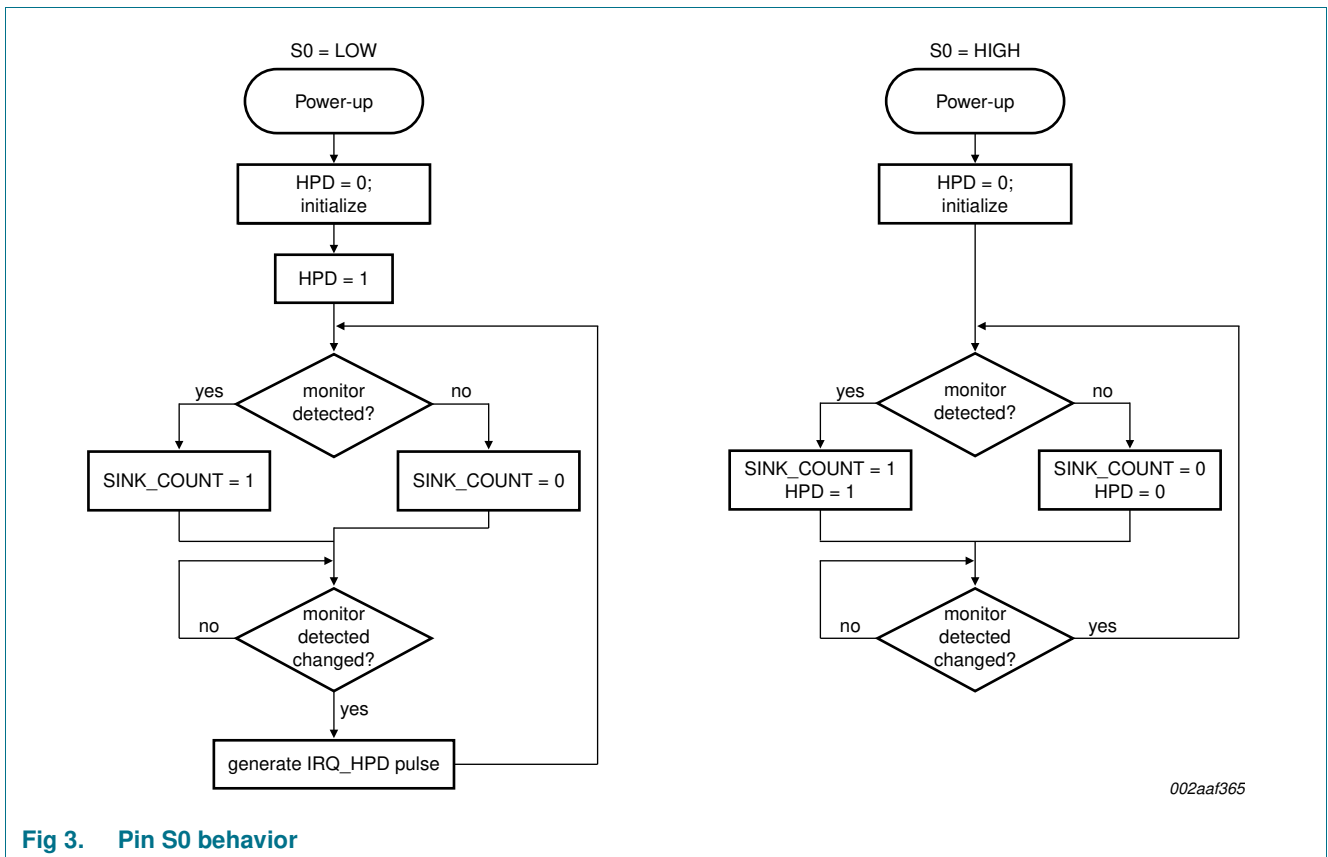 S0 = LOW
Power-up
HPD = 0;
initialize
HPD = 1
yes
monitor
detected?
no
SINK_COUNT = 1
SINK_COUNT = 0
no
monitor
detected
changed?
yes
generate IRQ_HPD pulse
S0 = HIGH
Power-up
HPD = 0;
initialize
yes
monitor
detected?
no
SINK_COUNT = 1
HPD = 1
SINK_COUNT = 0
HPD = 0
no
monitor
detected
changed?
yes
002aaf365
Fig 3. Pin S0 behavior